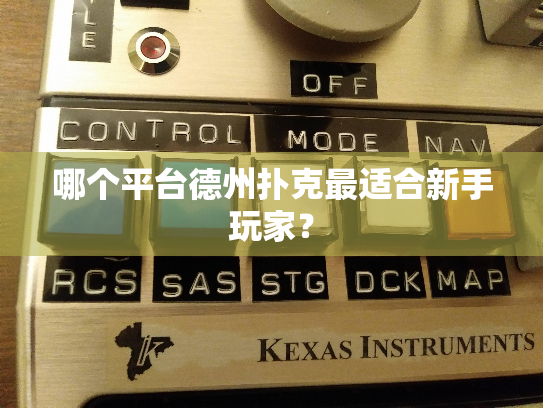 YLE
OFF
CONTROL MODE NAV
哪个平台德州扑克最适合新手
玩家？
RCS SAS STG DCK MAP
K KEXAS INSTRUMENTS